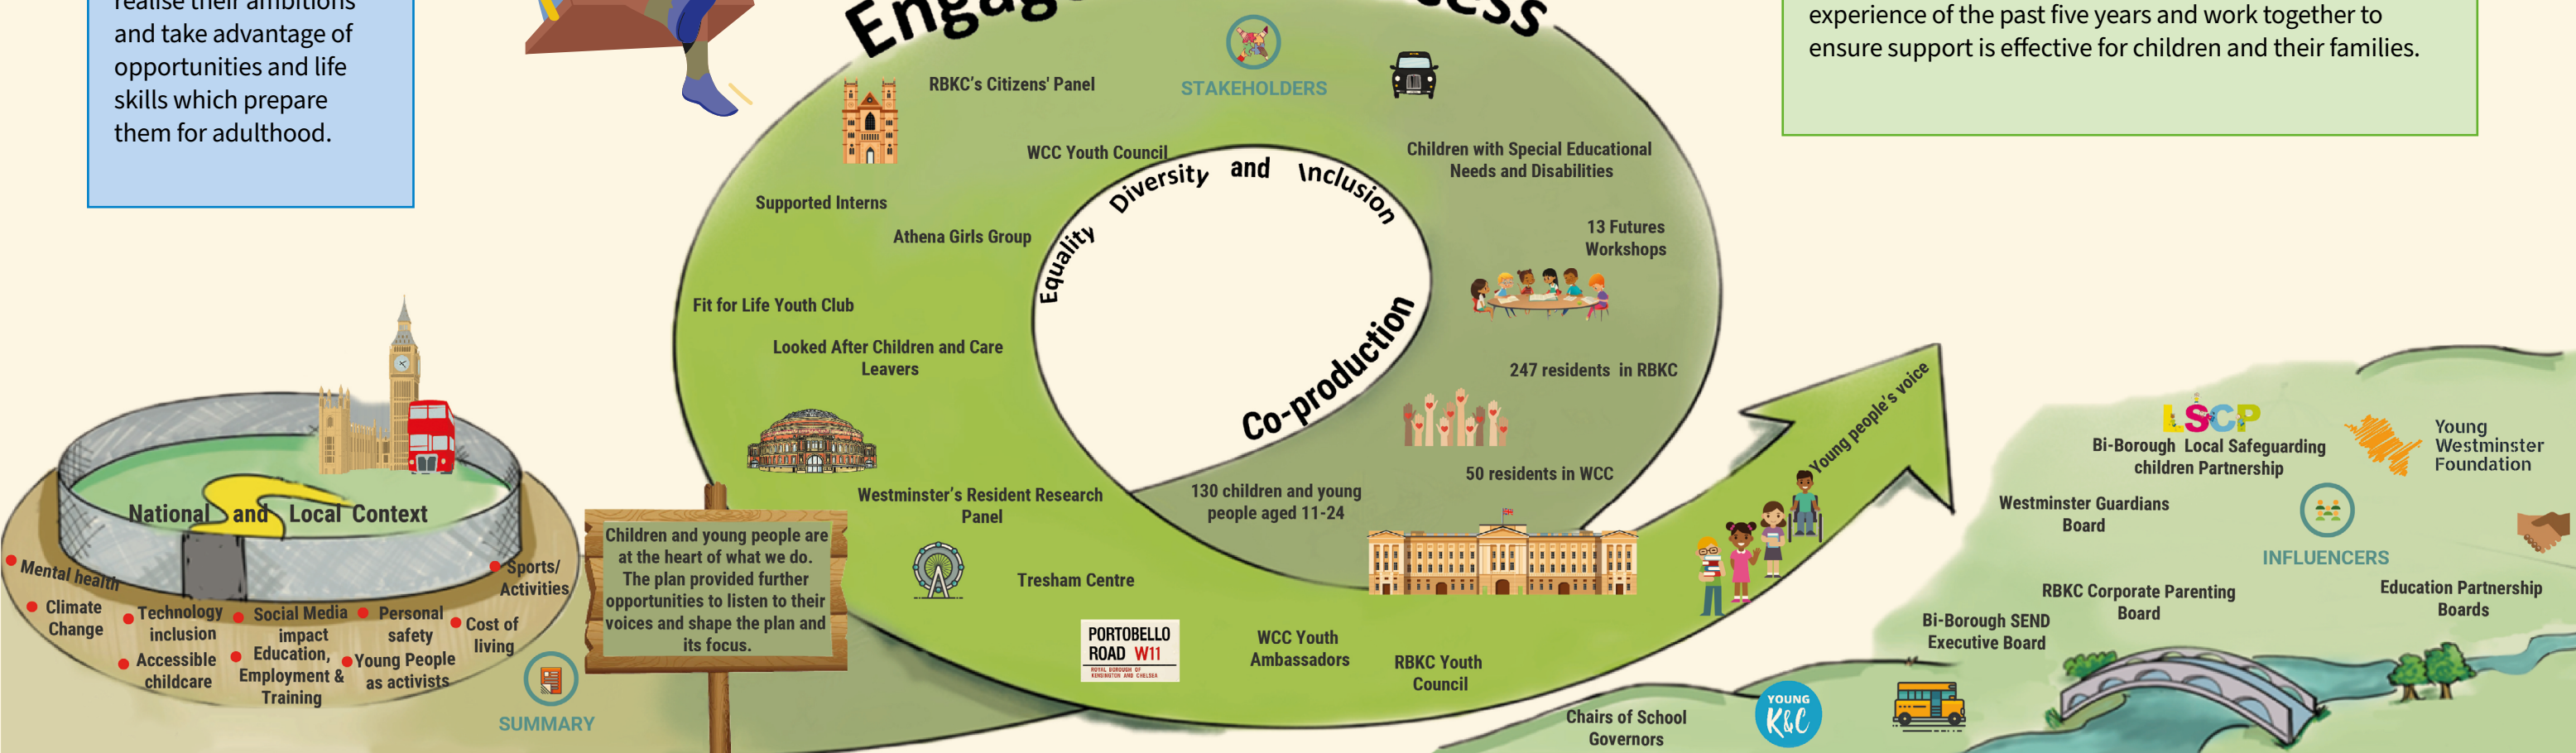 realise their ambitions
and take advantage of
opportunities and life
skills which prepare
them for adulthood.
experience of the past five years and work together to
ensure support is effective for children and their families.
STAKEHOLDERS
RBKC's Citizens' Panel
WCC Youth Council
Supported Interns
Athena Girls Group
Fit for Life Youth Club
Looked After Children and Care
Leavers
Westminster's Resident Research
Panel
Tresham Centre
PORTOBELLO
ROAD W11
ROYAL BOROUGH OF
KENSINGTON AND CHELSEA
WCC Youth
Ambassadors
RBKC Youth
Council
Children with Special Educational
Needs and Disabilities
13 Futures
Workshops
247 residents in RBKC
50 residents in WCC
130 children and young
people aged 11-24
Equality Diversity and Inclusion
Co-production
Young people's voice
National and Local Context
Mental health
Climate
Change
Technology
inclusion
Accessible
childcare
Social Media
impact
Education,
Employment &
Training
Personal
safety
Young People
as activists
Cost of
living
Sports/
Activities
SUMMARY
Children and young people are
at the heart of what we do.
The plan provided further
opportunities to listen to their
voices and shape the plan and
its focus.
LSCP
Bi-Borough Local Safeguarding
children Partnership
Young
Westminster
Foundation
Westminster Guardians
Board
INFLUENCERS
RBKC Corporate Parenting
Board
Education Partnership
Boards
Bi-Borough SEND
Executive Board
Chairs of School
Governors
YOUNG
K&C